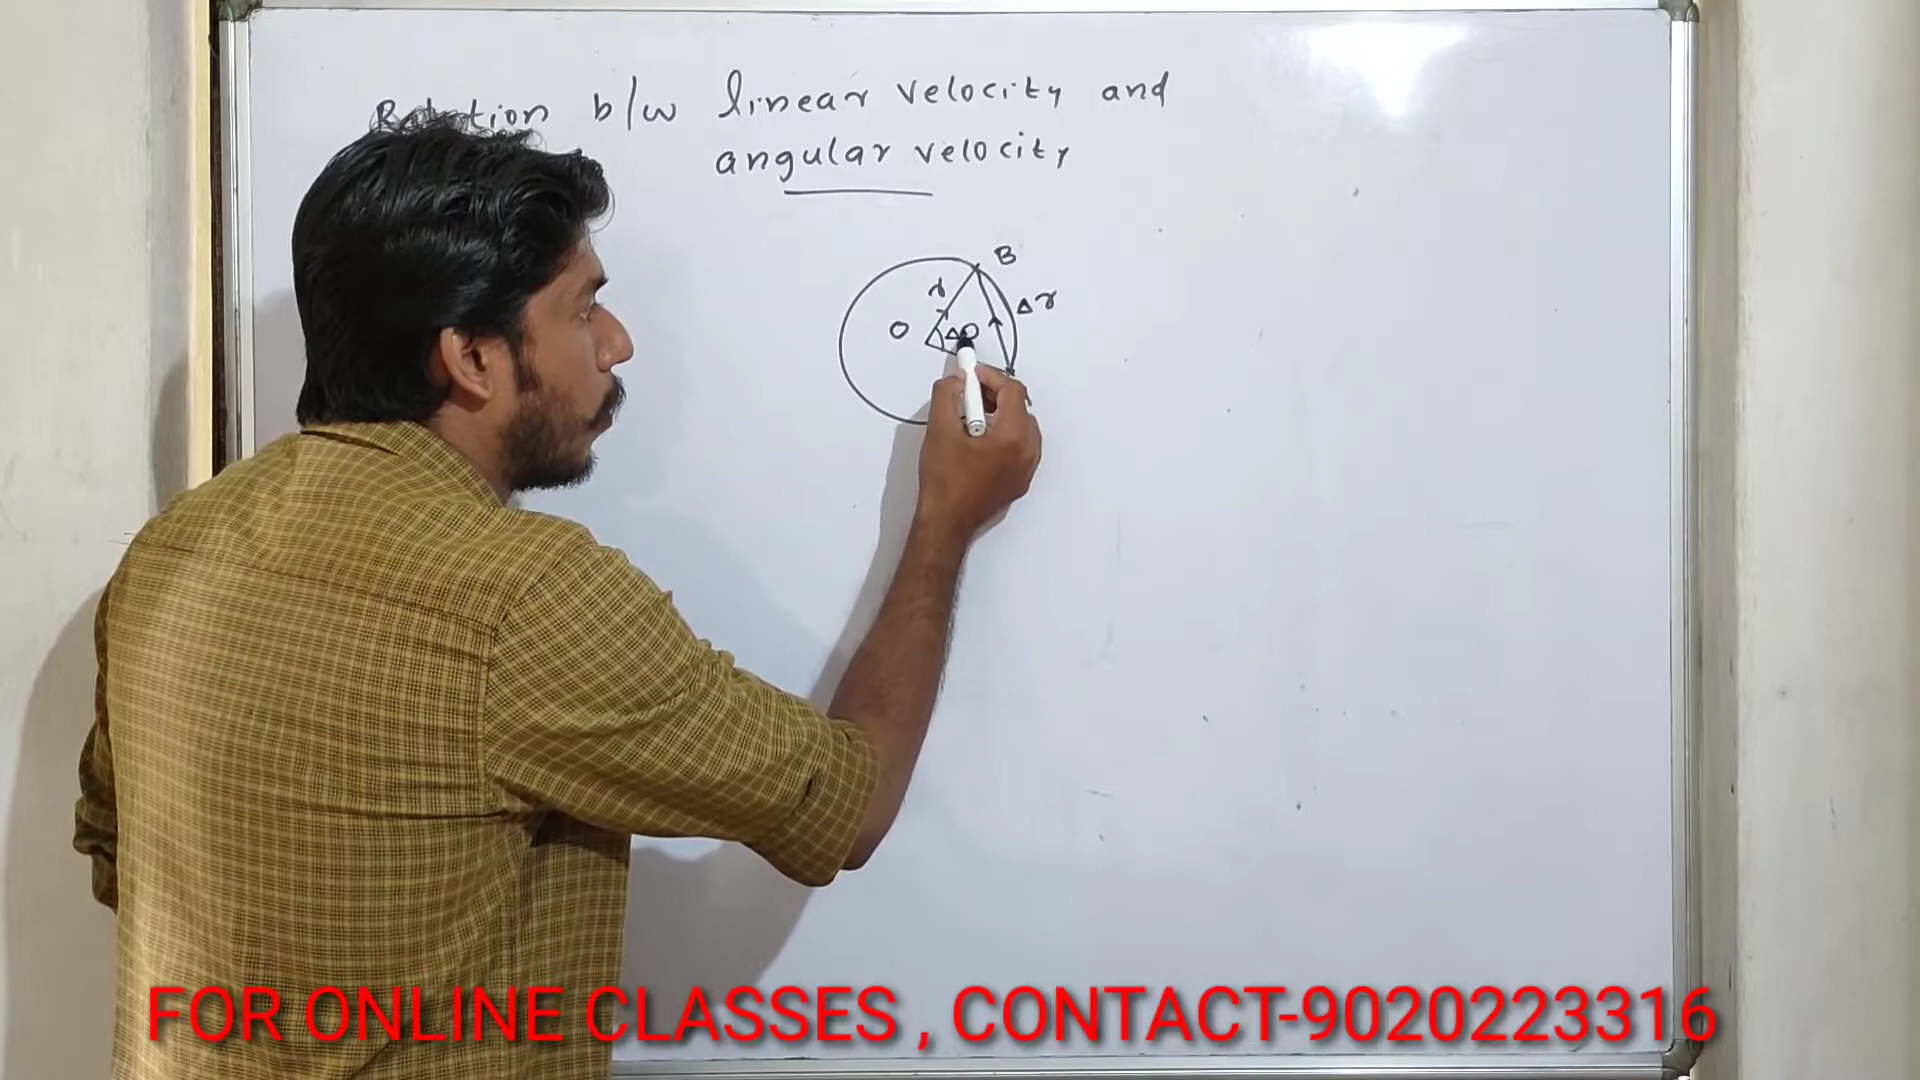 Relation b/w linear velocity and
angular velocity
B
r
Δr
O
Δθ
FOR ONLINE CLASSES , CONTACT-9020223316